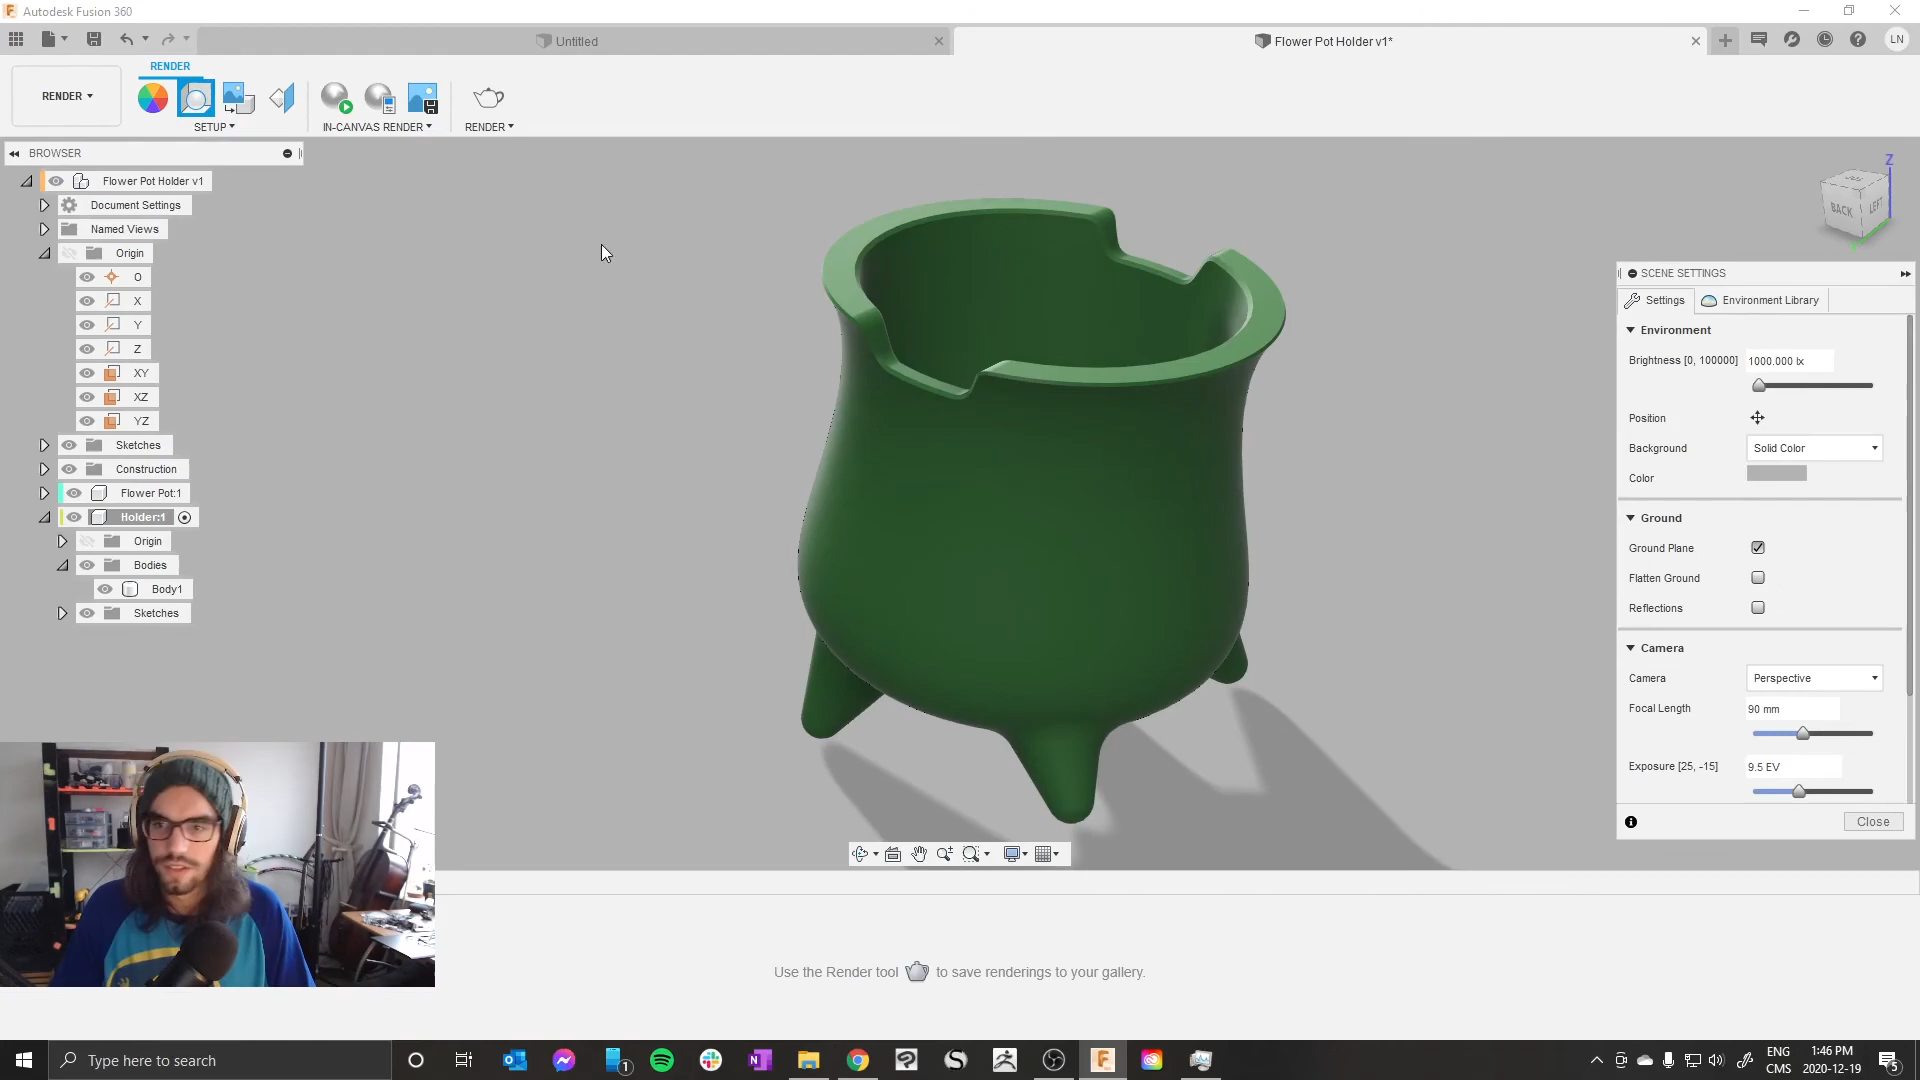 Autodesk Fusion 360
Untitled
Flower Pot Holder v1*
LN
RENDER
RENDER
SETUP
IN-CANVAS RENDER
RENDER
BROWSER
Flower Pot Holder v1
Document Settings
Named Views
Origin
O
X
Y
Z
XY
XZ
YZ
Sketches
Construction
Flower Pot:1
Holder:1
Origin
Bodies
Body1
Sketches
Z
BACK
LEFT
SCENE SETTINGS
Settings
Environment Library
Environment
Brightness [0, 100000] 1000.000 lx
Position
Background Solid Color
Color
Ground
Ground Plane
Flatten Ground
Reflections
Camera
Camera Perspective
Focal Length 90 mm
Exposure [25, -15] 9.5 EV
Close
Use the Render tool to save renderings to your gallery.
Type here to search
1
ENG
CMS
1:46 PM
2020-12-19
5